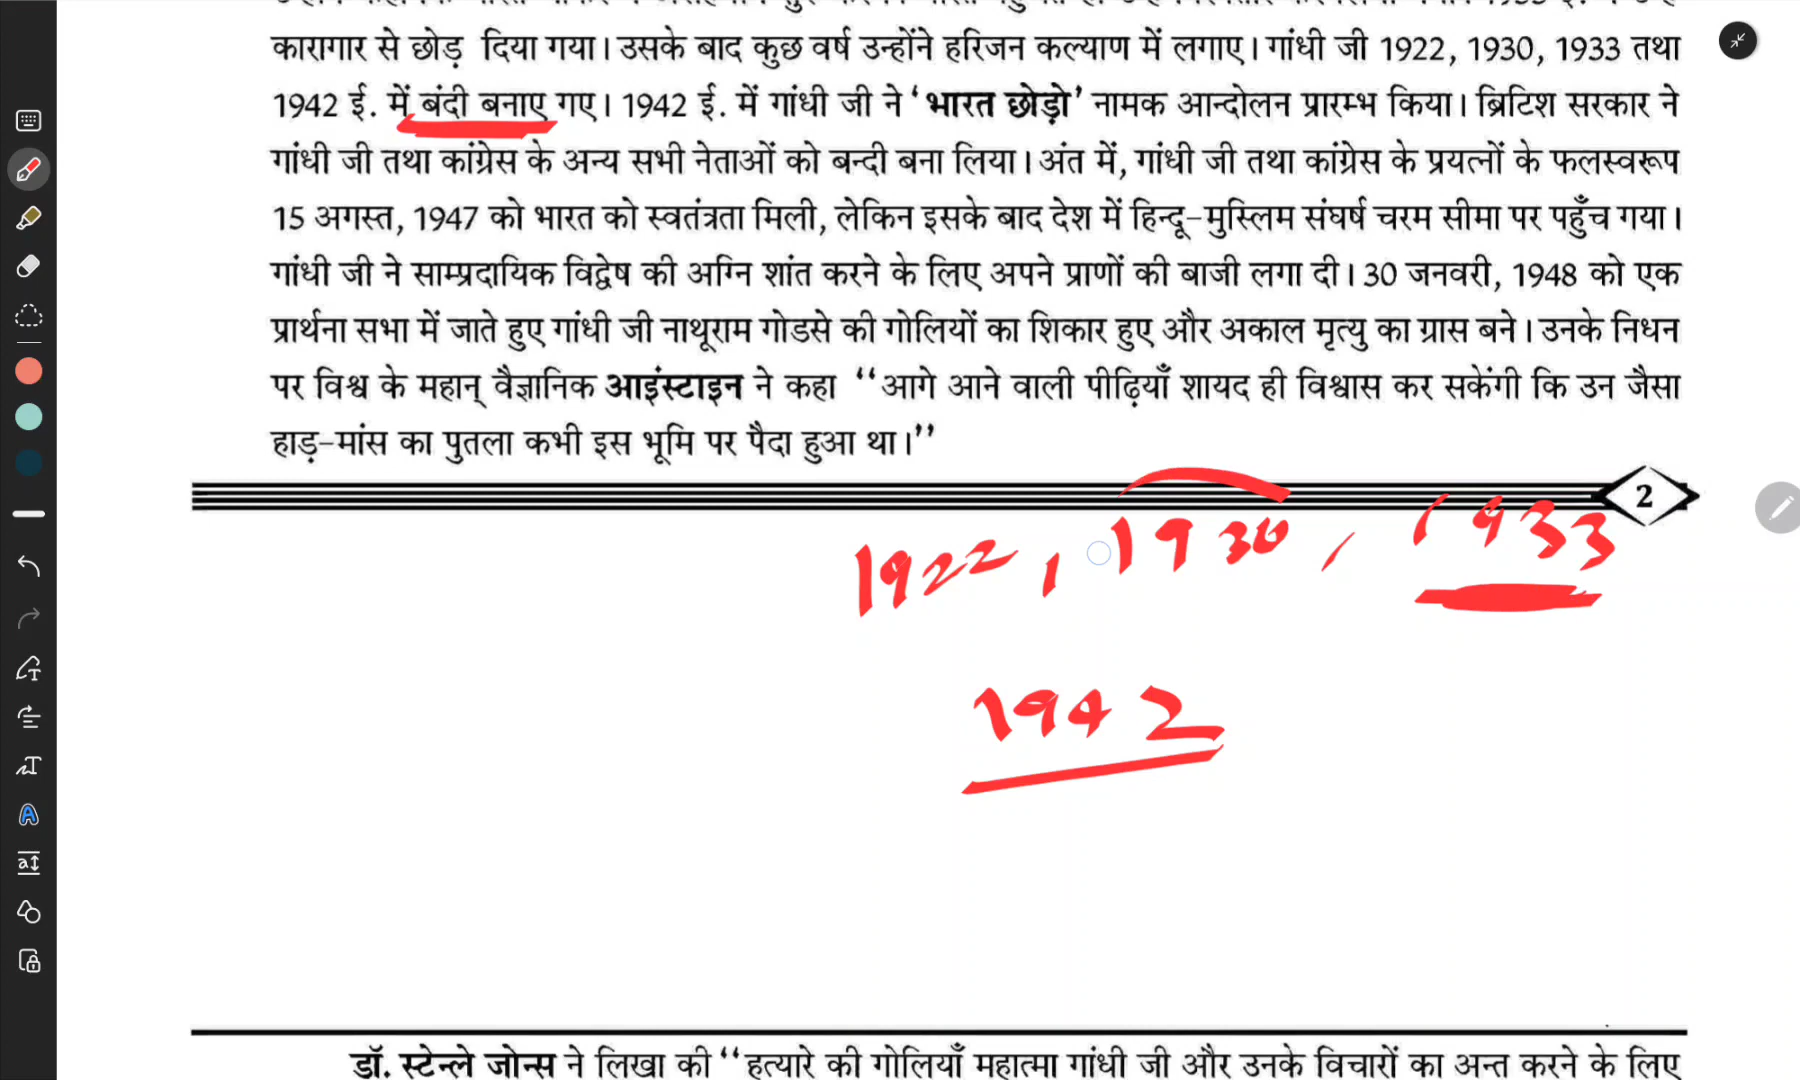 कारागार से छोड़ दिया गया। उसके बाद कुछ वर्ष उन्होंने हरिजन कल्याण में लगाए। गांधी जी 1922, 1930, 1933 तथा
1942 ई. में बंदी बनाए गए। 1942 ई. में गांधी जी ने ‘भारत छोड़ो’ नामक आन्दोलन प्रारम्भ किया। ब्रिटिश सरकार ने
गांधी जी तथा कांग्रेस के अन्य सभी नेताओं को बन्दी बना लिया। अंत में, गांधी जी तथा कांग्रेस के प्रयत्नों के फलस्वरूप
15 अगस्त, 1947 को भारत को स्वतंत्रता मिली, लेकिन इसके बाद देश में हिन्दू-मुस्लिम संघर्ष चरम सीमा पर पहुँच गया।
गांधी जी ने साम्प्रदायिक विद्वेष की अग्नि शांत करने के लिए अपने प्राणों की बाजी लगा दी। 30 जनवरी, 1948 को एक
प्रार्थना सभा में जाते हुए गांधी जी नाथूराम गोडसे की गोलियों का शिकार हुए और अकाल मृत्यु का ग्रास बने। उनके निधन
पर विश्व के महान् वैज्ञानिक आइंस्टाइन ने कहा ‘‘आगे आने वाली पीढ़ियाँ शायद ही विश्वास कर सकेंगी कि उन जैसा
हाड़-मांस का पुतला कभी इस भूमि पर पैदा हुआ था।’’
2
1922, 1930, 1933
1942
डॉ. स्टेन्ले जोन्स ने लिखा की ‘‘हत्यारे की गोलियाँ महात्मा गांधी जी और उनके विचारों का अन्त करने के लिए